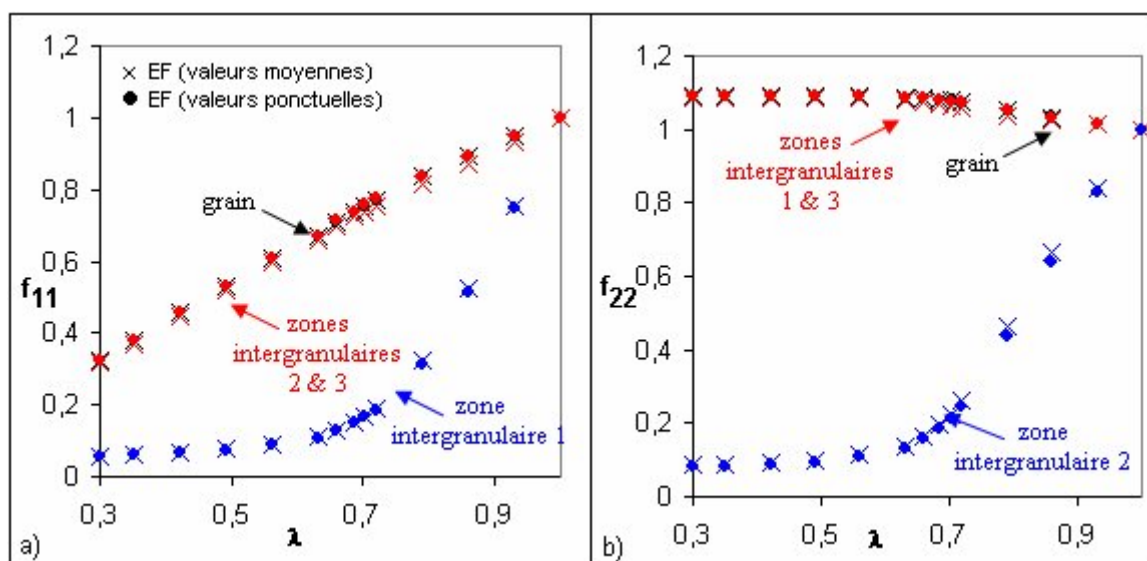 1,2
× EF (valeurs moyennes)
● EF (valeurs ponctuelles)
1
0,8
grain
0,6
f11
zones
intergranulaires
2 & 3
0,4
0,2
zone
intergranulaire 1
0
0,3
0,5
0,7
0,9
λ
a)
1,2
1
zones
intergranulaires
1 & 3
grain
0,8
0,6
f22
0,4
0,2
zone
intergranulaire 2
0
0,3
0,5
0,7
0,9
λ
b)